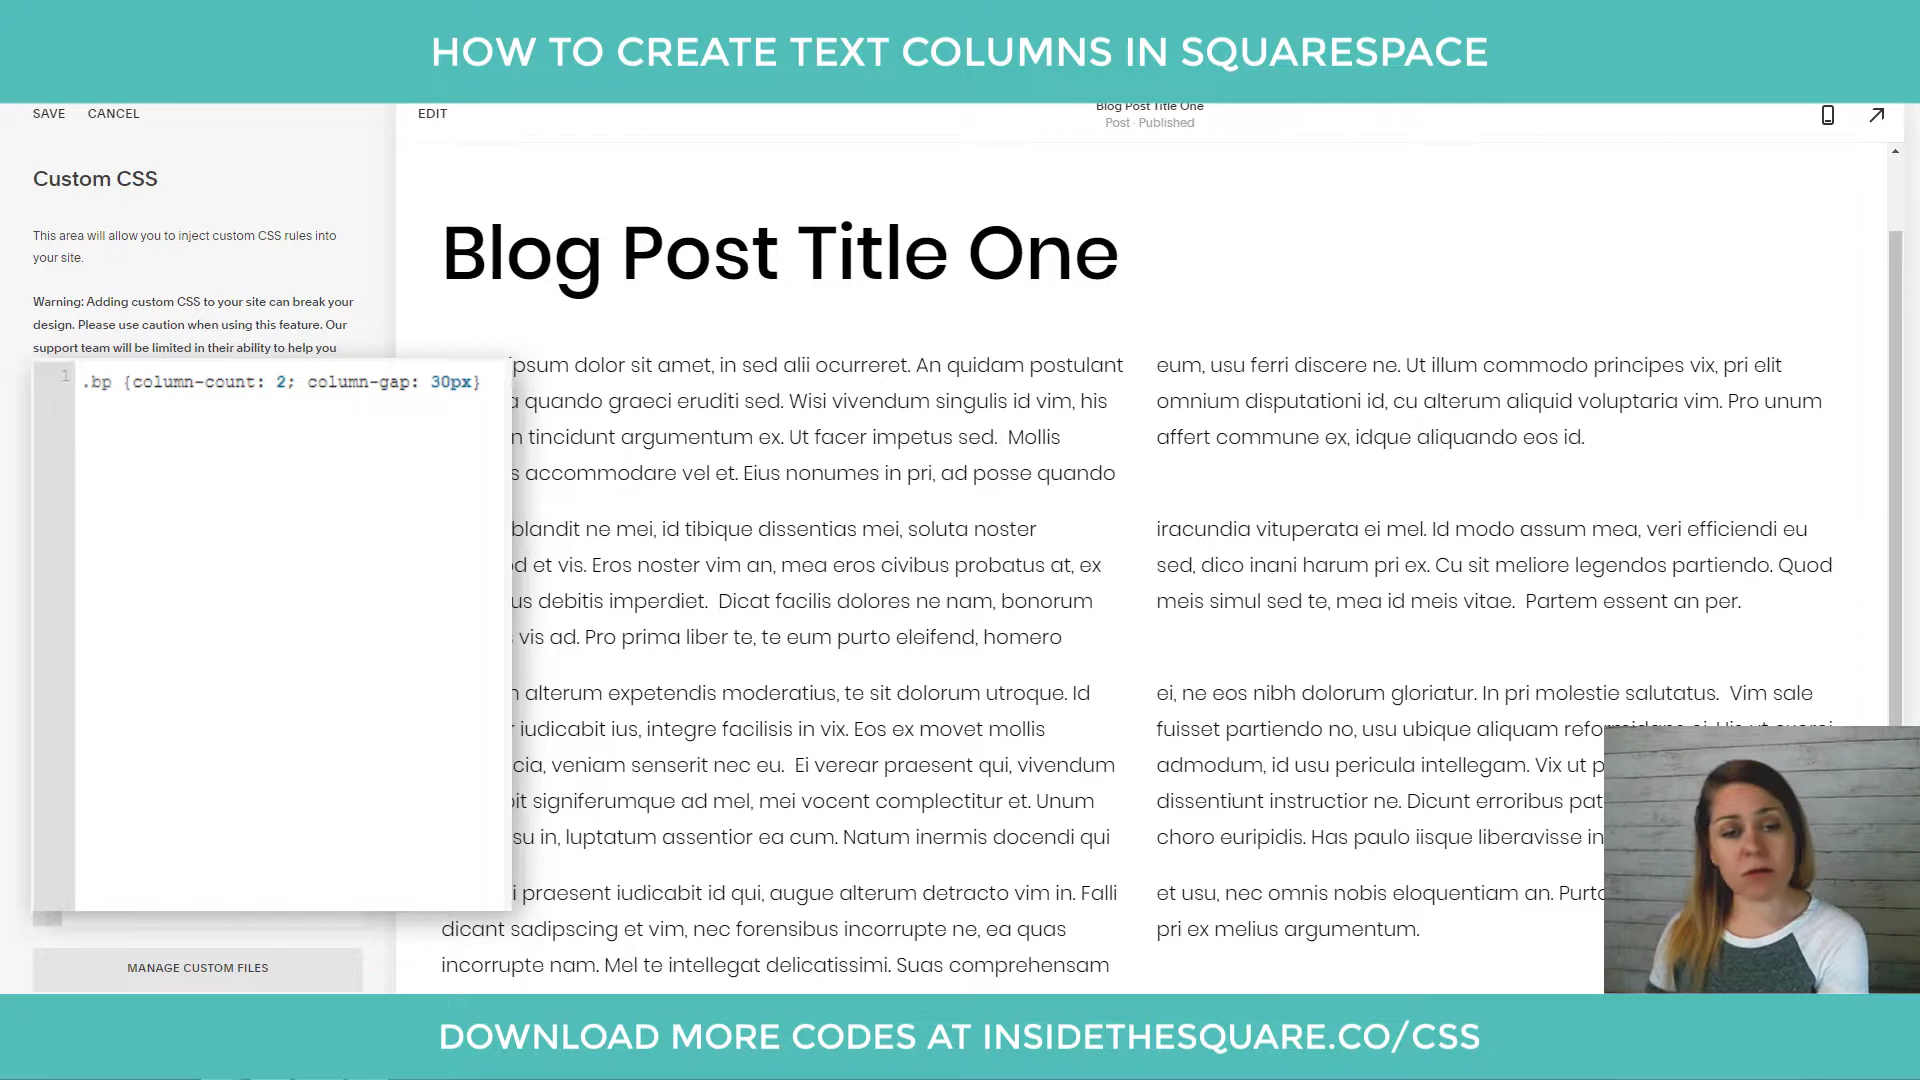 HOW TO CREATE TEXT COLUMNS IN SQUARESPACE
SAVE CANCEL
EDIT
Blog Post Title One
Post · Published
Custom CSS
This area will allow you to inject custom CSS rules into
your site.
Warning: Adding custom CSS to your site can break your
design. Please use caution when using this feature. Our
support team will be limited in their ability to help you
1 .bp {column-count: 2; column-gap: 30px}
MANAGE CUSTOM FILES
Blog Post Title One
ipsum dolor sit amet, in sed alii ocurreret. An quidam postulant
quando graeci eruditi sed. Wisi vivendum singulis id vim, his
tincidunt argumentum ex. Ut facer impetus sed. Mollis
accommodare vel et. Eius nonumes in pri, ad posse quando
eum, usu ferri discere ne. Ut illum commodo principes vix, pri elit
omnium disputationi id, cu alterum aliquid voluptaria vim. Pro unum
affert commune ex, idque aliquando eos id.
blandit ne mei, id tibique dissentias mei, soluta noster
et vis. Eros noster vim an, mea eros civibus probatus at, ex
debitis imperdiet. Dicat facilis dolores ne nam, bonorum
vis ad. Pro prima liber te, te eum purto eleifend, homero
iracundia vituperata ei mel. Id modo assum mea, veri efficiendi eu
sed, dico inani harum pri ex. Cu sit meliore legendos partiendo. Quod
meis simul sed te, mea id meis vitae. Partem essent an per.
alterum expetendis moderatius, te sit dolorum utroque. Id
iudicabit ius, integre facilisis in vix. Eos ex movet mollis
veniam senserit nec eu. Ei verear praesent qui, vivendum
signiferumque ad mel, mei vocent complectitur et. Unum
in, luptatum assentior ea cum. Natum inermis docendi qui
ei, ne eos nibh dolorum gloriatur. In pri molestie salutatus. Vim sale
fuisset partiendo no, usu ubique aliquam
admodum, id usu pericula intellegam. Vix ut
dissentiunt instructior ne. Dicunt erroribus
choro euripidis. Has paulo iisque liberavisse in
praesent iudicabit id qui, augue alterum detracto vim in. Falli
dicant sadipscing et vim, nec forensibus incorrupte ne, ea quas
incorrupte nam. Mel te intellegat delicatissimi. Suas comprehensam
et usu, nec omnis nobis eloquentiam an.
pri ex melius argumentum.
DOWNLOAD MORE CODES AT INSIDETHESQUARE.CO/CSS